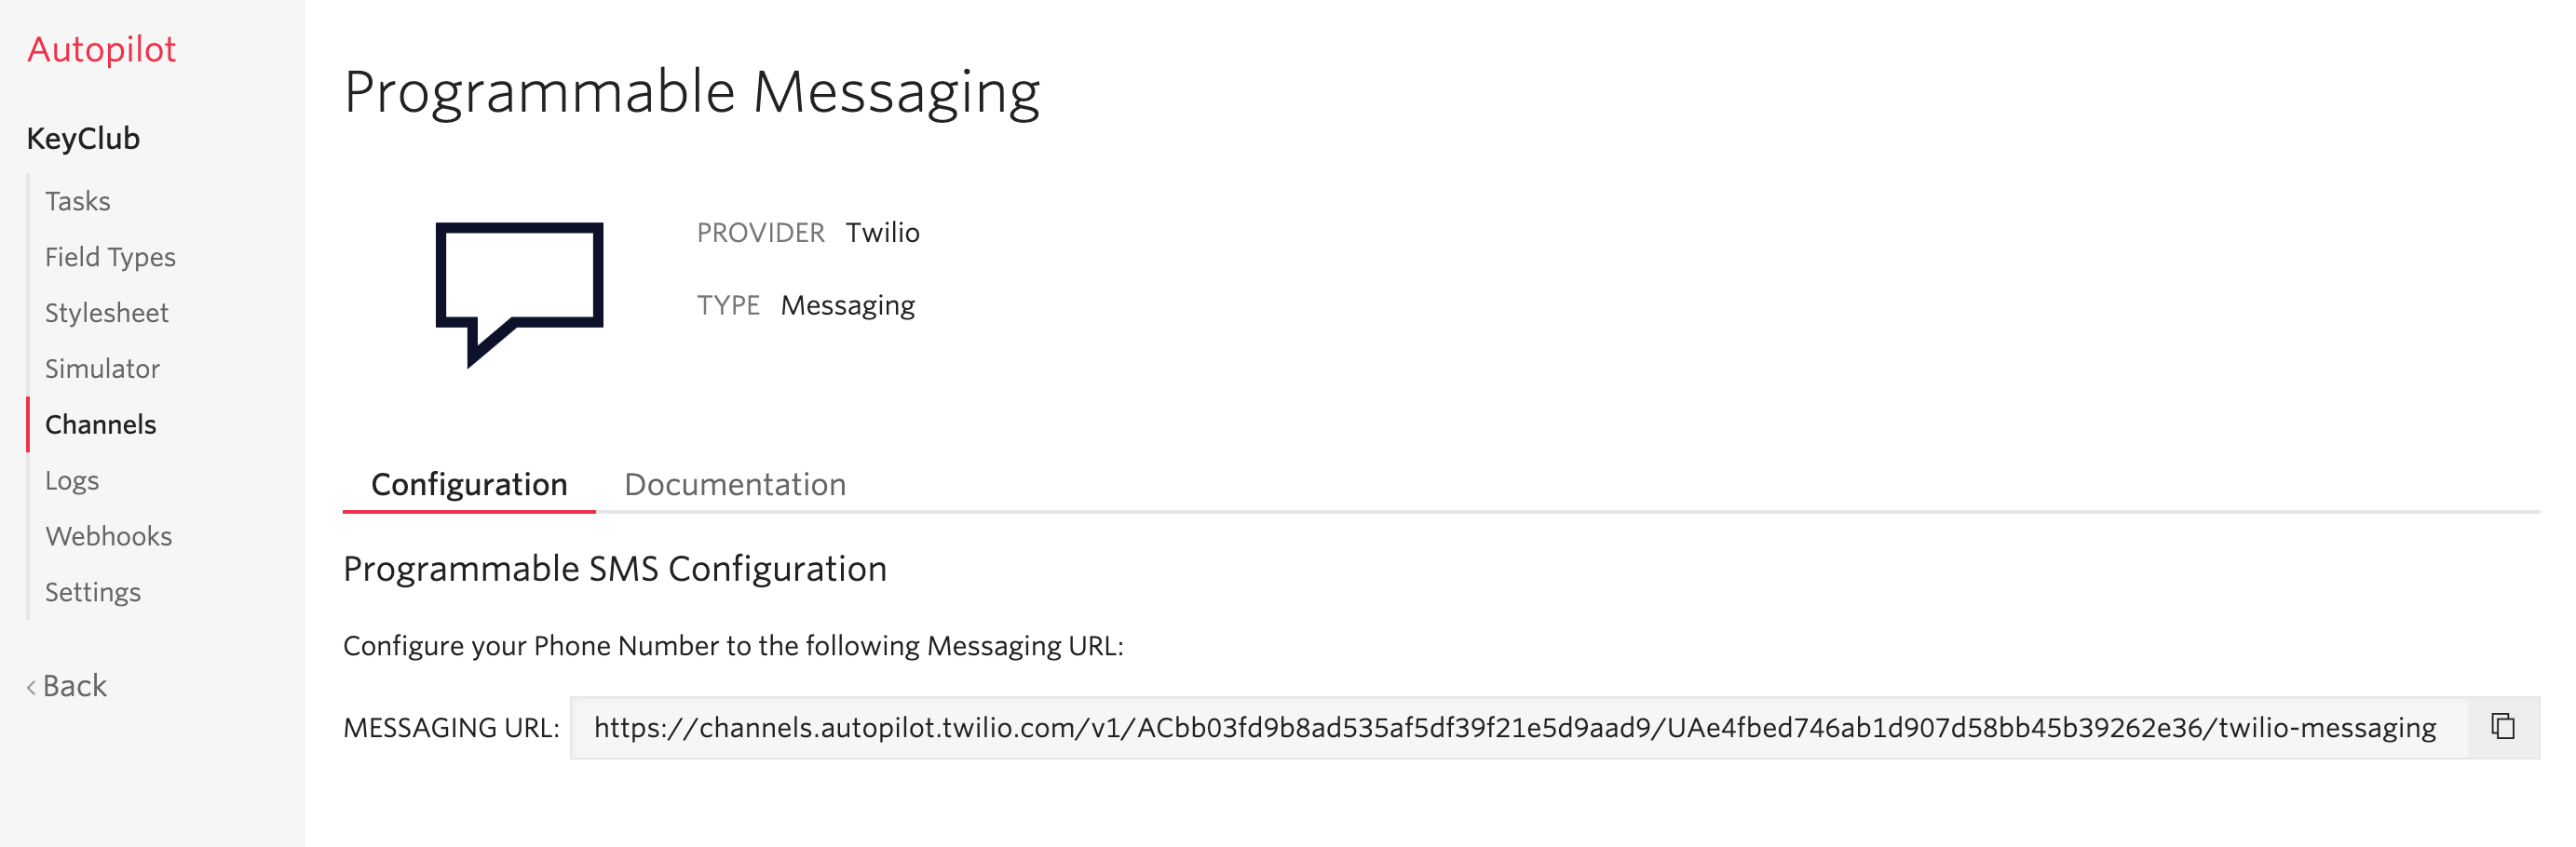 Autopilot
KeyClub
Tasks
Field Types
Stylesheet
Simulator
Channels
Logs
Webhooks
Settings
‹ Back
Programmable Messaging
PROVIDER Twilio
TYPE Messaging
Configuration Documentation
Programmable SMS Configuration
Configure your Phone Number to the following Messaging URL:
MESSAGING URL: https://channels.autopilot.twilio.com/v1/ACbb03fd9b8ad535af5df39f21e5d9aad9/UAe4fbed746ab1d907d58bb45b39262e36/twilio-messaging